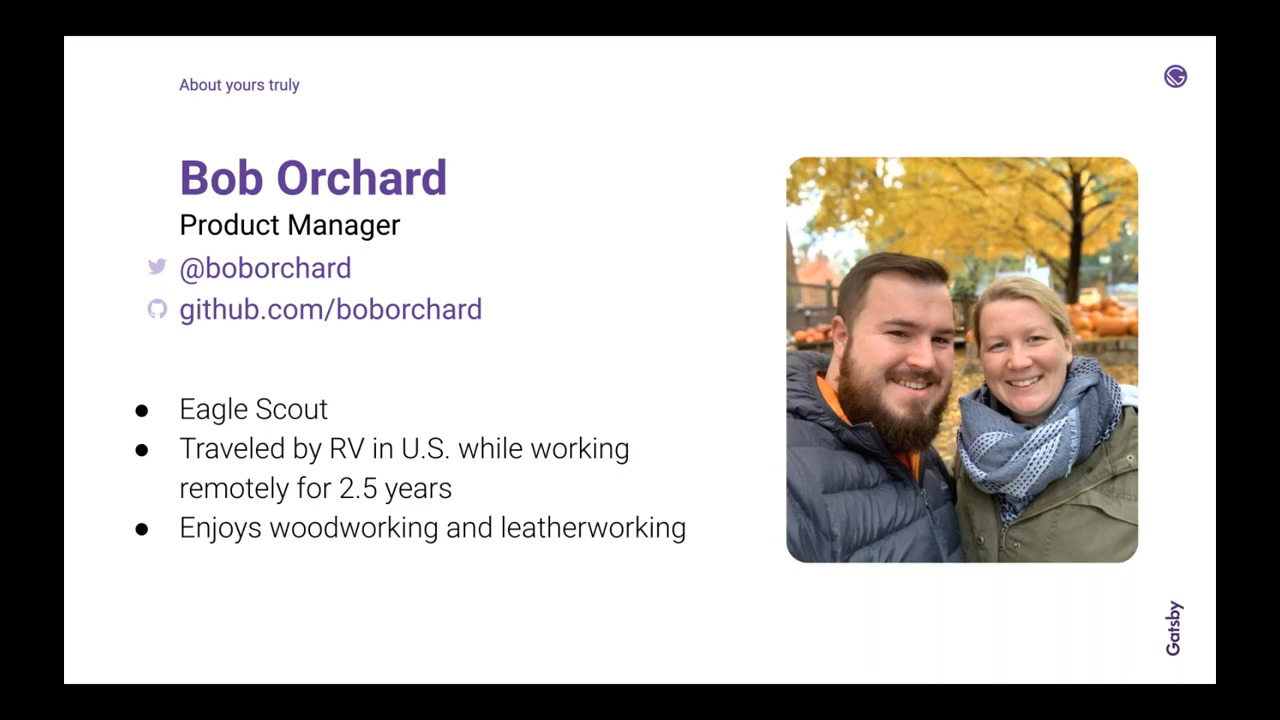 About yours truly
Bob Orchard
Product Manager
@boborchard
github.com/boborchard
● Eagle Scout
● Traveled by RV in U.S. while working
remotely for 2.5 years
● Enjoys woodworking and leatherworking
Gatsby